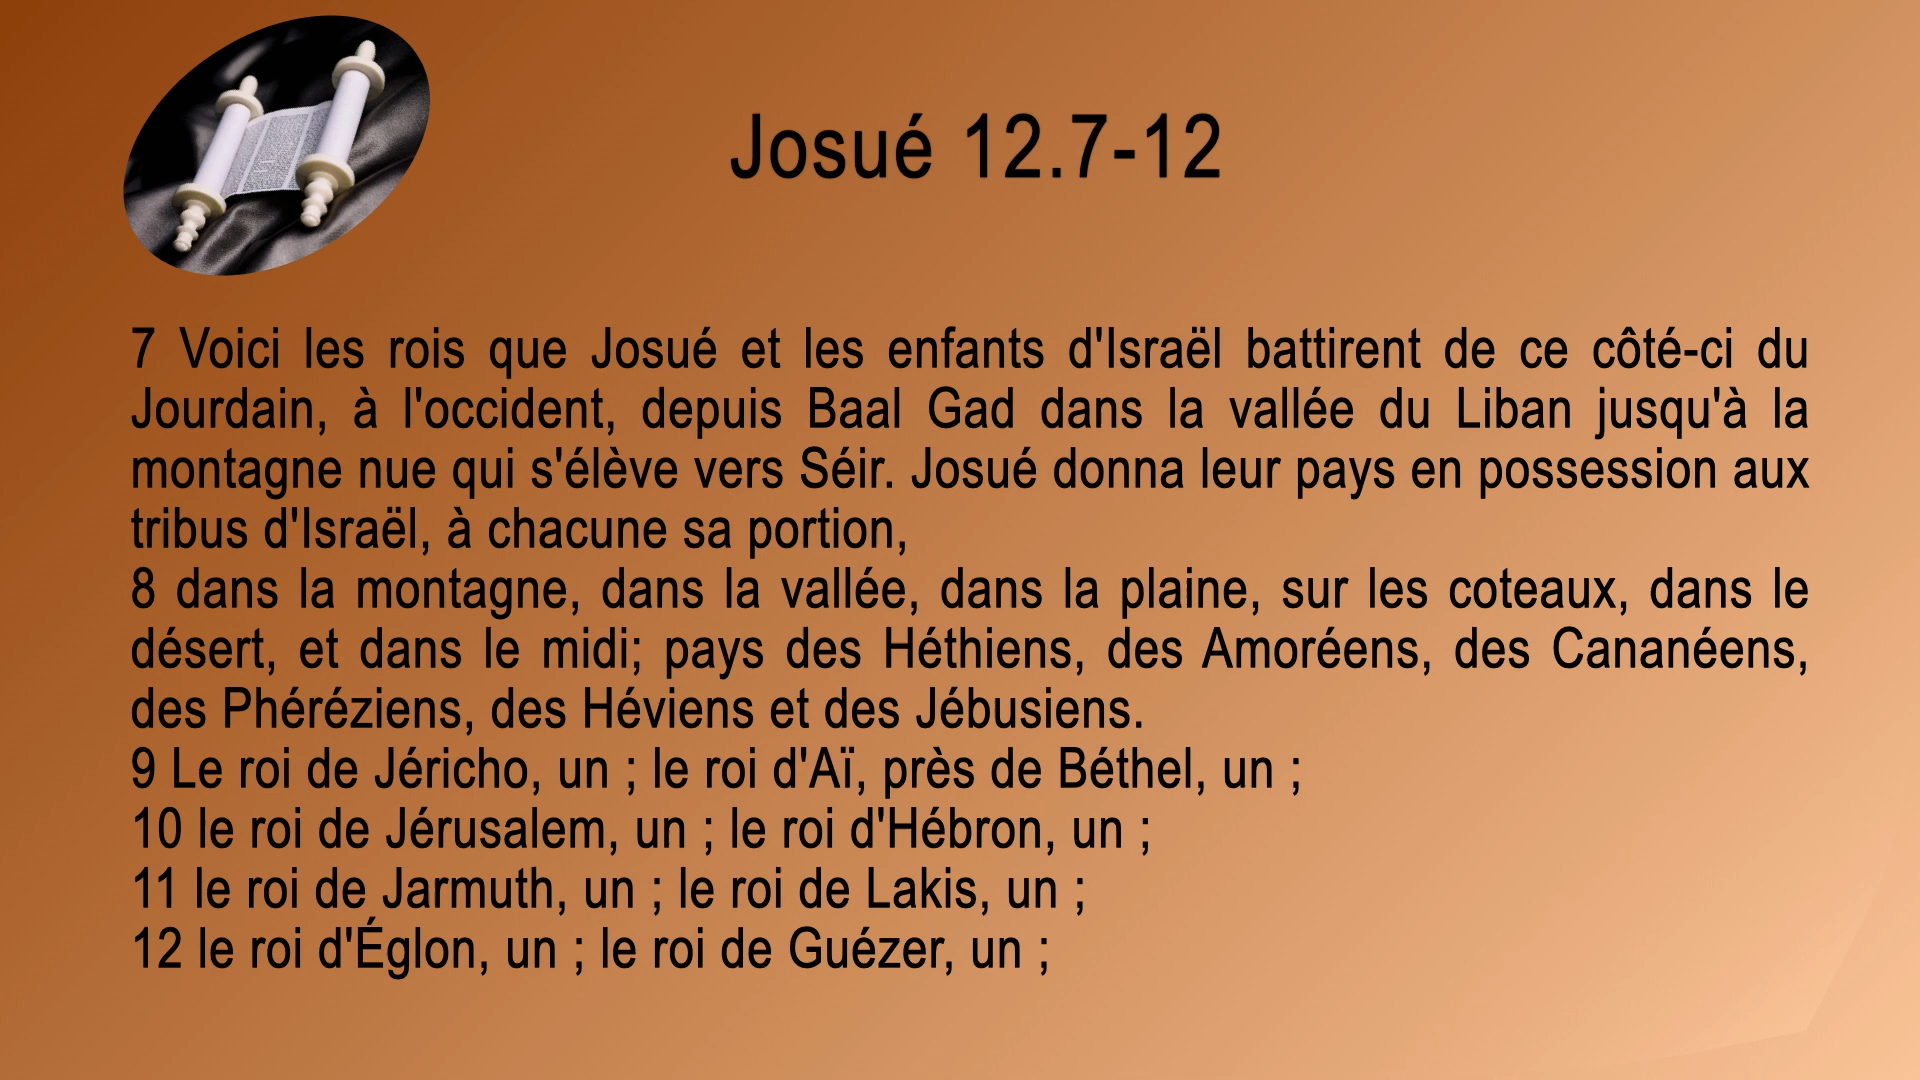 Josué 12.7-12
7 Voici les rois que Josué et les enfants d'Israël battirent de ce côté-ci du
Jourdain, à l'occident, depuis Baal Gad dans la vallée du Liban jusqu'à la
montagne nue qui s'élève vers Séir. Josué donna leur pays en possession aux
tribus d'Israël, à chacune sa portion,
8 dans la montagne, dans la vallée, dans la plaine, sur les coteaux, dans le
désert, et dans le midi; pays des Héthiens, des Amoréens, des Cananéens,
des Phéréziens, des Héviens et des Jébusiens.
9 Le roi de Jéricho, un ; le roi d'Aï, près de Béthel, un ;
10 le roi de Jérusalem, un ; le roi d'Hébron, un ;
11 le roi de Jarmuth, un ; le roi de Lakis, un ;
12 le roi d'Églon, un ; le roi de Guézer, un ;